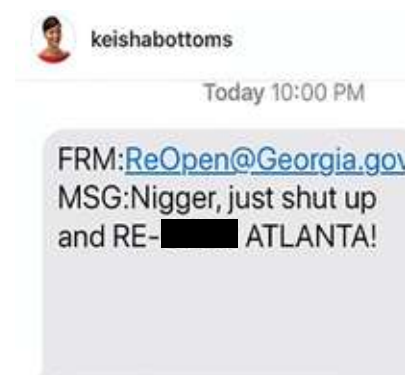 keishabottoms
Today 10:00 PM
FRM:ReOpen@Georgia.gov
MSG:Nigger, just shut up
and RE- ATLANTA!